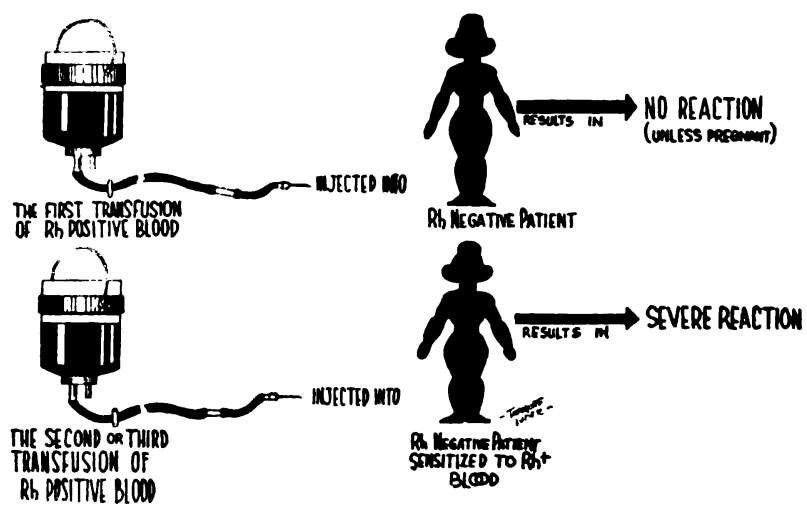 THE FIRST TRANSFUSION
OF Rh POSITIVE BLOOD
INJECTED INTO
Rh NEGATIVE PATIENT
RESULTS IN
NO REACTION
(UNLESS PREGNANT)
THE SECOND OR THIRD
TRANSFUSION OF
Rh POSITIVE BLOOD
INJECTED INTO
Rh NEGATIVE PATIENT
SENSITIZED TO Rh+
BLOOD
RESULTS IN
SEVERE REACTION